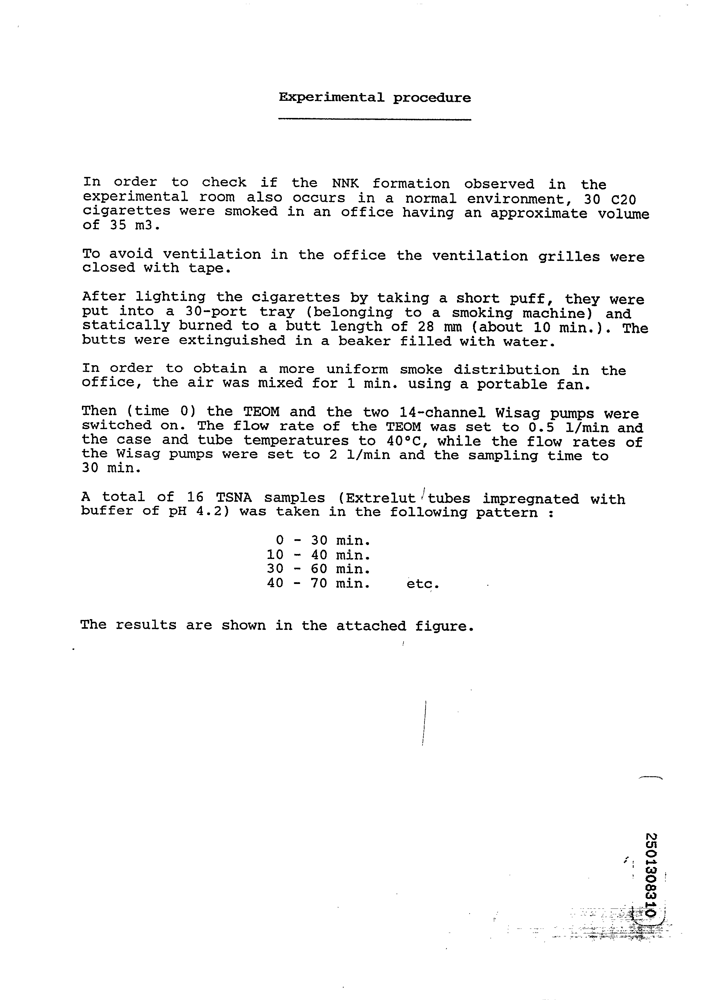 Experimental procedure
In order to check if the NNK formation observed in the
experimental room also occurs in a normal environment, 30 C20
cigarettes were smoked in an office having an approximate volume
of 35 m3.
To avoid ventilation in the office the ventilation grilles were
closed with tape.
After lighting the cigarettes by taking a short puff, they were
put into a 30-port tray (belonging to a smoking machine) and
statically burned to a butt length of 28 mm (about 10 min.). The
butts were extinguished in a beaker filled with water.
In order to obtain a more uniform smoke distribution in the
office, the air was mixed for 1 min. using a portable fan.
Then (time 0) the TEOM and the two 14-channel Wisag pumps were
switched on. The flow rate of the TEOM was set to 0.5 l/min and
the case and tube temperatures to 40°C, while the flow rates of
the Wisag pumps were set to 2 l/min and the sampling time to
30 min.
A total of 16 TSNA samples (Extrelut tubes impregnated with
buffer of pH 4.2) was taken in the following pattern :
0 - 30 min.
10 - 40 min.
30 - 60 min.
40 - 70 min. etc.
The results are shown in the attached figure.
2501308310